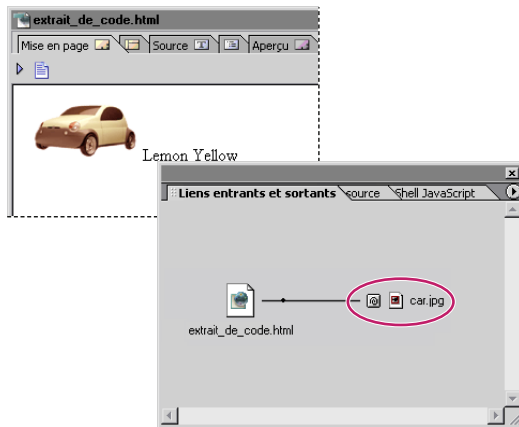 extrait_de_code.html
Mise en page Source Aperçu
Lemon Yellow
Liens entrants et sortants source Shell JavaScript
car.jpg
extrait_de_code.html